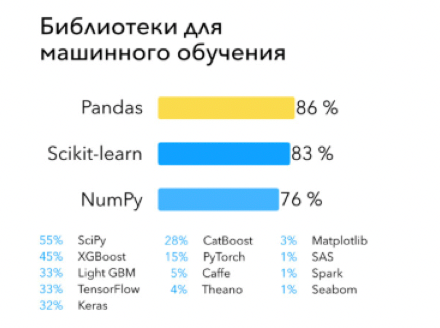 Библиотеки для
машинного обучения
Pandas 86 %
Scikit-learn 83 %
NumPy 76 %
55% SciPy
45% XGBoost
33% Light GBM
33% TensorFlow
32% Keras
28% CatBoost
15% PyTorch
5% Caffe
4% Theano
3% Matplotlib
1% SAS
1% Spark
1% Seaborn